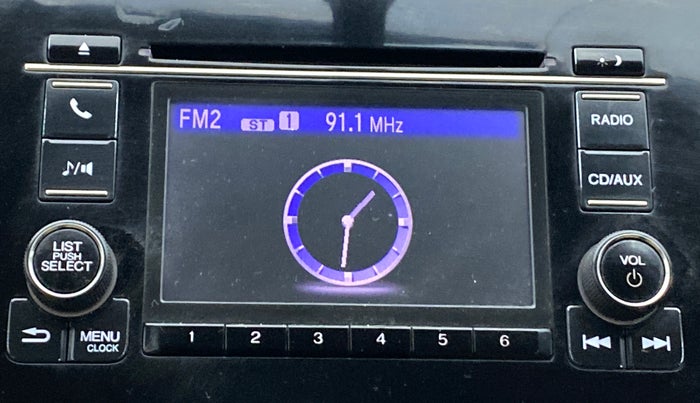 FM2 ST 1 91.1 MHz
RADIO
CD/AUX
LIST
PUSH
SELECT
VOL
MENU
CLOCK
1 2 3 4 5 6